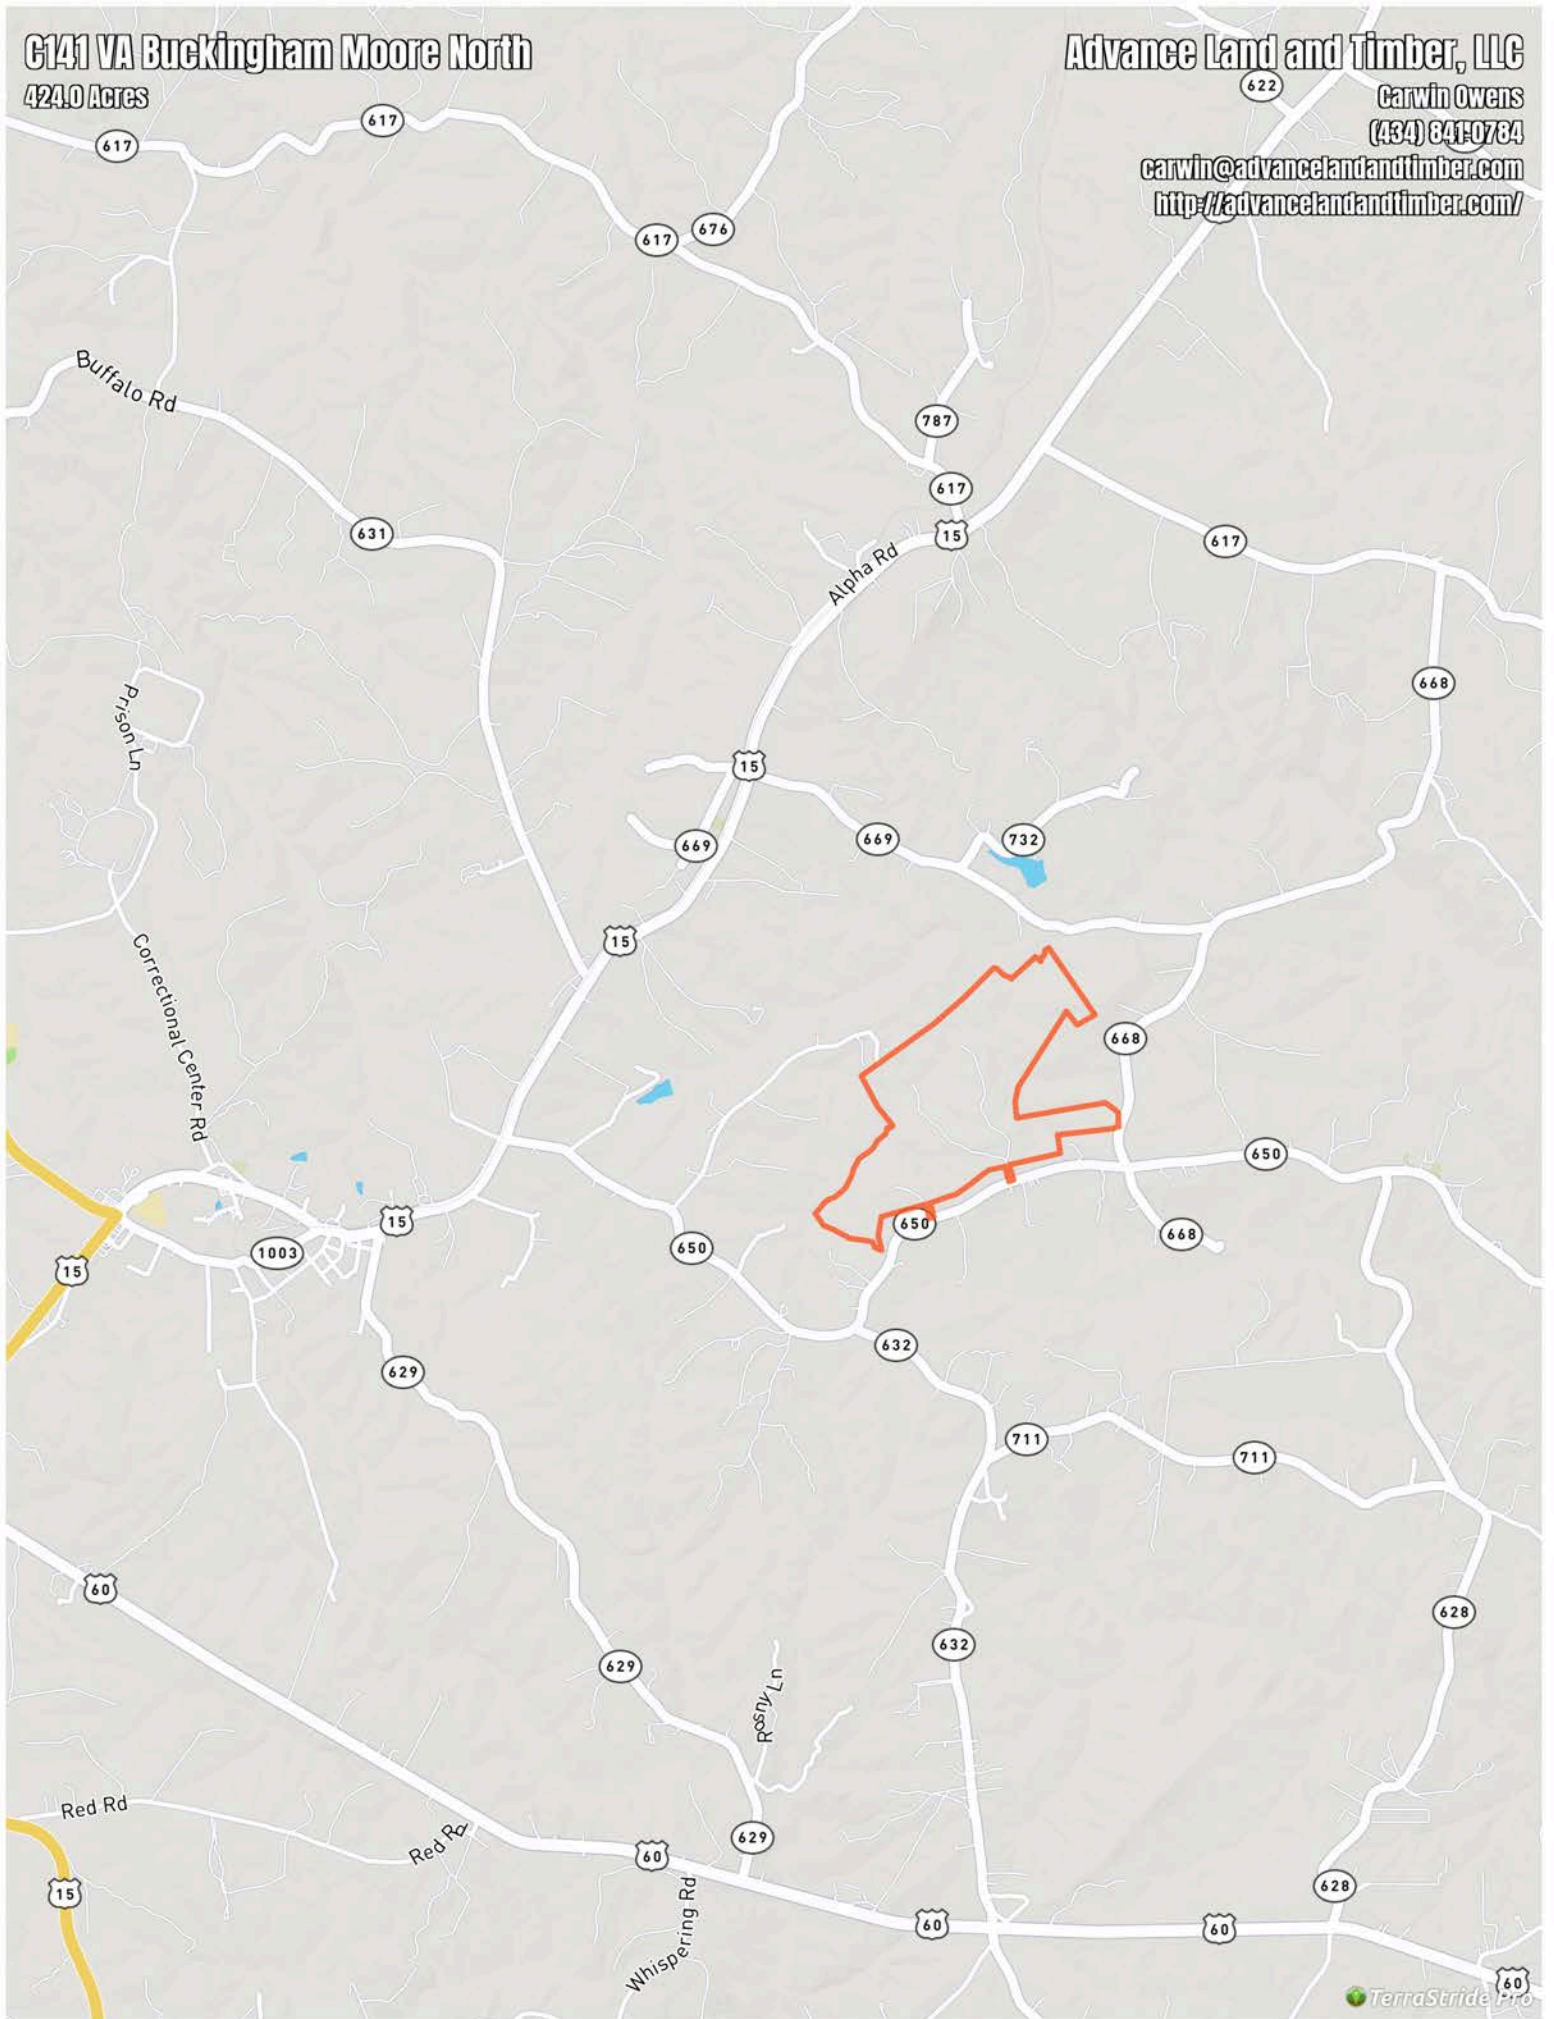 C141 VA Buckingham Moore North
424.0 Acres
Advance Land and Timber, LLC
Carwin Owens
(434) 841-0784
carwin@advancelandandtimber.com
http://advancelandandtimber.com/
622
617
617
617
676
Buffalo Rd
787
617
15
631
Alpha Rd
617
668
Prison Ln
15
669
669
732
15
Correctional Center Rd
668
650
15
650
668
1003
650
15
632
629
711
711
60
628
632
629
Rosny Ln
Red Rd
Red Rd
629
60
15
628
Whispering Rd
60
60
60
TerraStride Pro